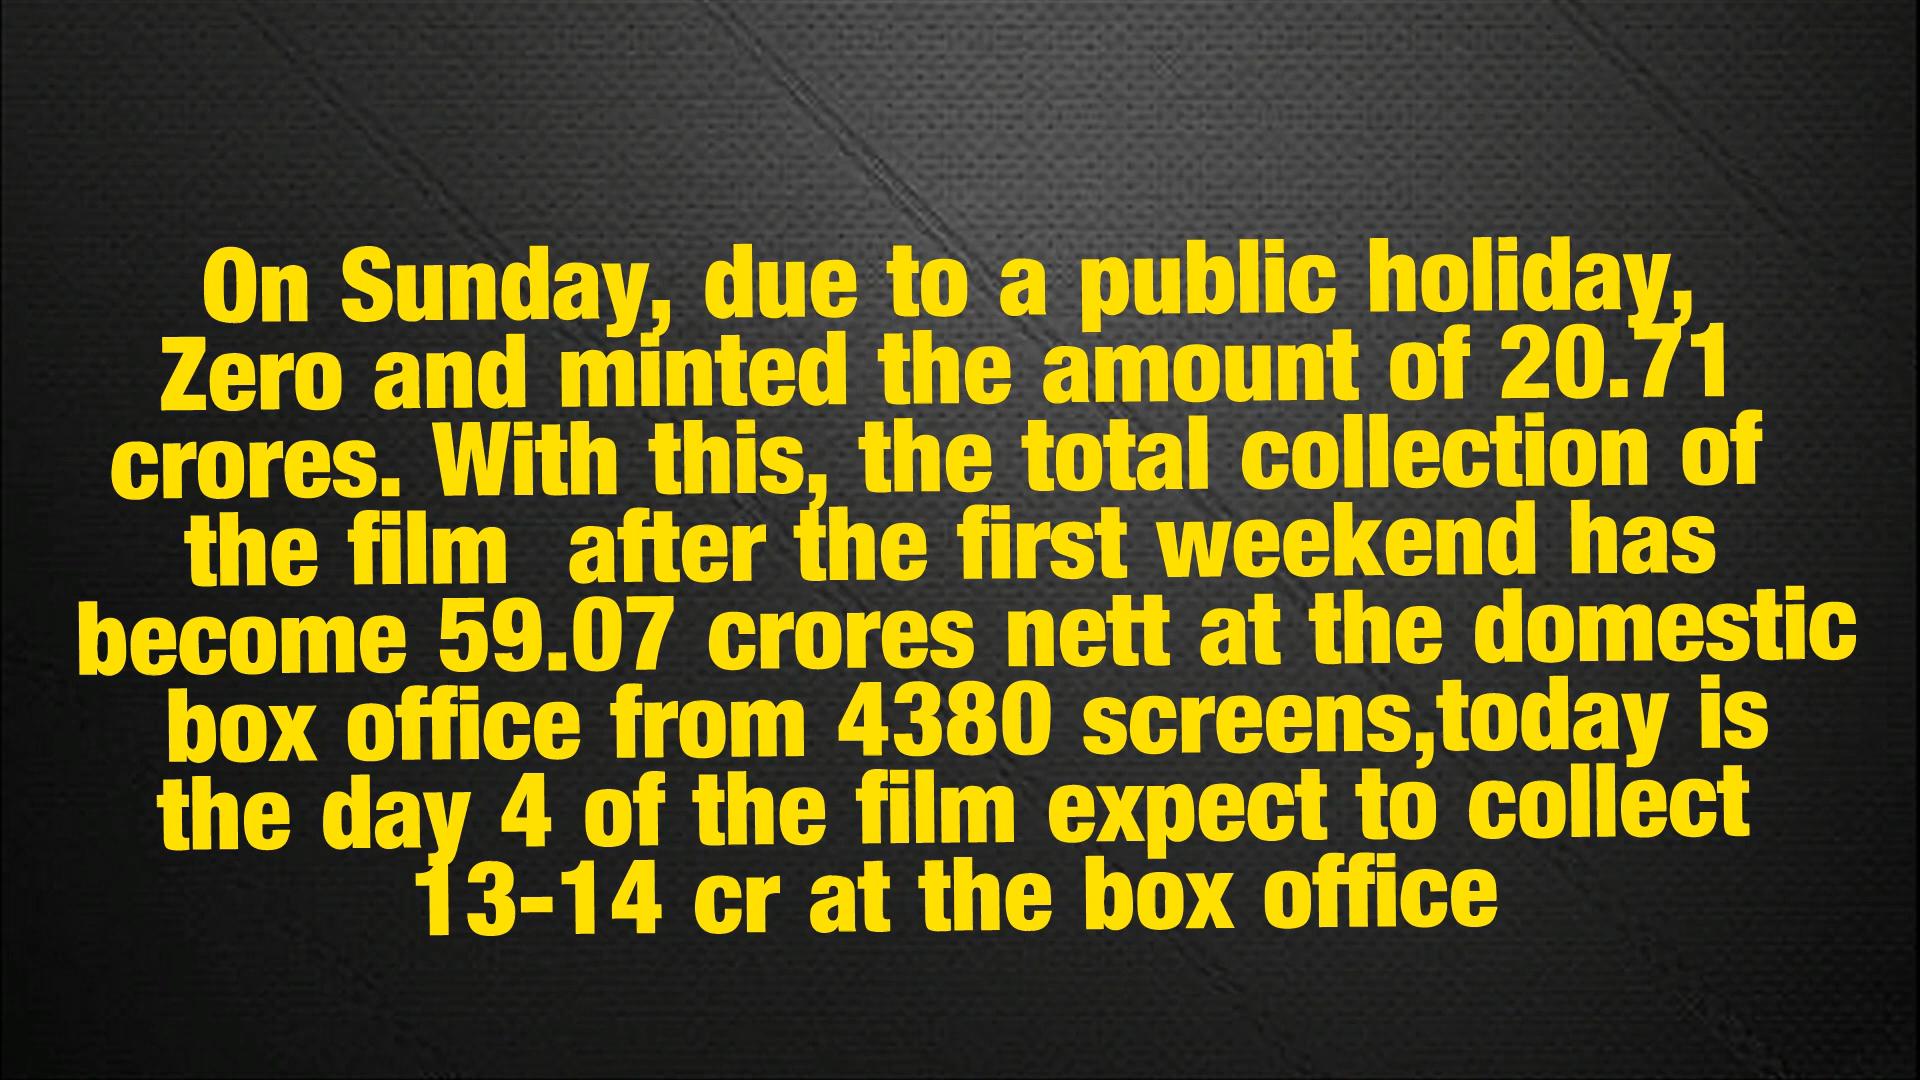 On Sunday, due to a public holiday,
Zero and minted the amount of 20.71
crores. With this, the total collection of
the film  after the first weekend has
become 59.07 crores nett at the domestic
box office from 4380 screens,today is
the day 4 of the film expect to collect
13-14 cr at the box office